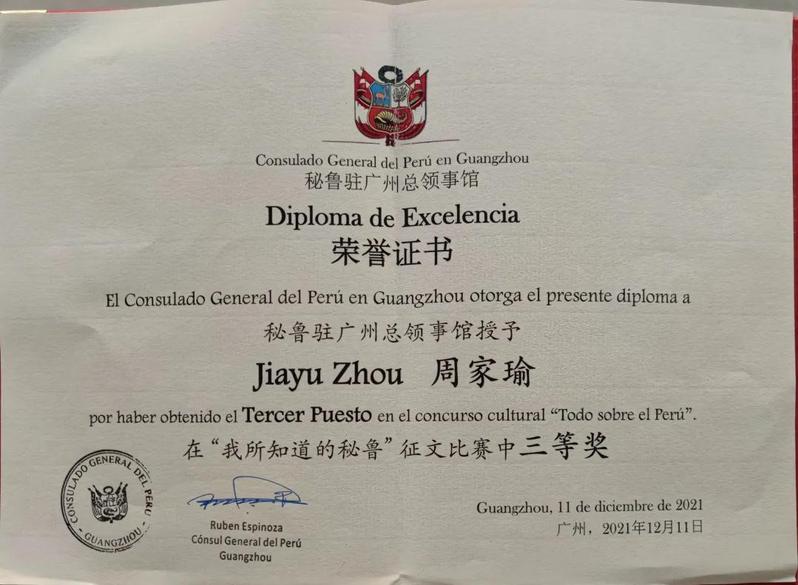 Consulado General del Perú en Guangzhou
秘鲁驻广州总领事馆
Diploma de Excelencia
荣誉证书
El Consulado General del Perú en Guangzhou otorga el presente diploma a
秘鲁驻广州总领事馆授予
Jiayu Zhou 周家瑜
por haber obtenido el Tercer Puesto en el concurso cultural “Todo sobre el Perú”.
在“我所知道的秘鲁”征文比赛中三等奖
CONSULADO GENERAL DEL PERU
- GUANGZHOU -
Ruben Espinoza
Cónsul General del Perú
Guangzhou
Guangzhou, 11 de diciembre de 2021
广州，2021年12月11日